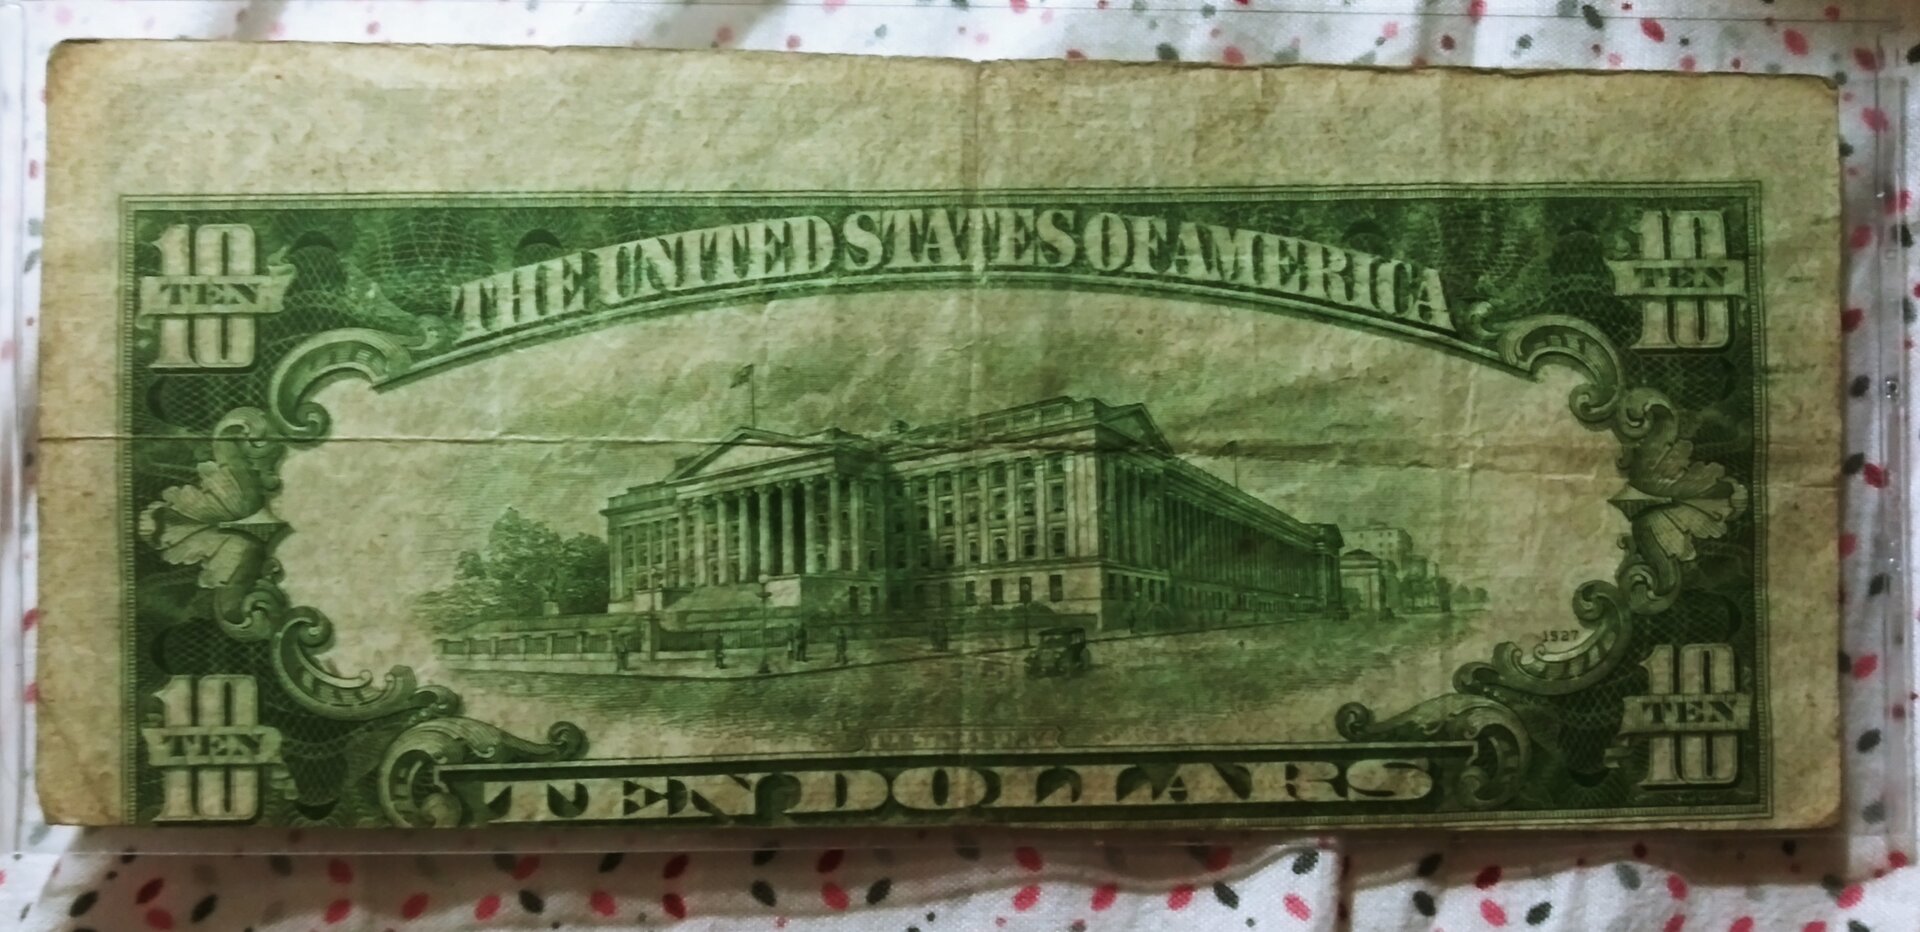 10 TEN 10
THE UNITED STATES OF AMERICA
10 TEN 10
1527
10 TEN 10
TEN DOLLARS
10 TEN 10